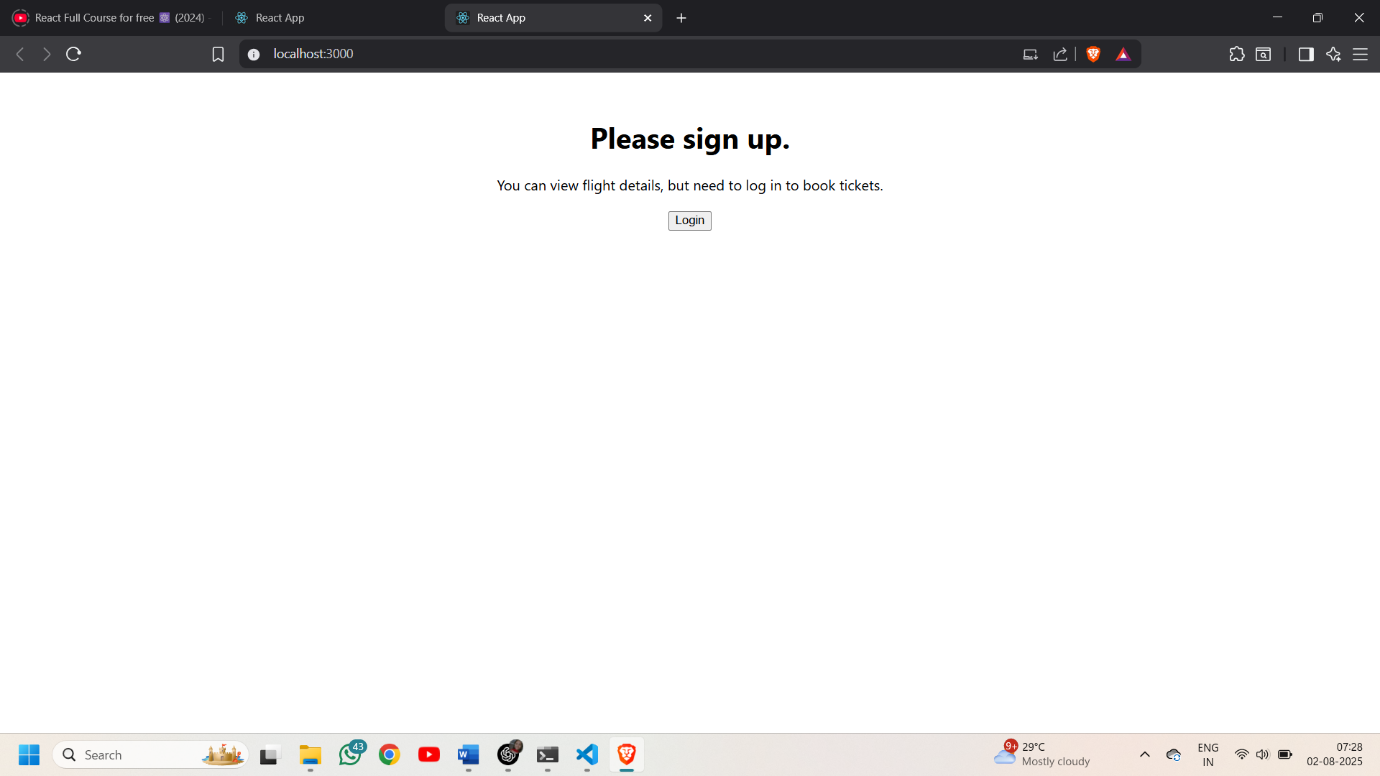 React Full Course for free ⚛️ (2024)
React App
React App
localhost:3000
Please sign up.
You can view flight details, but need to log in to book tickets.
Login
Search
43
9+
29°C
Mostly cloudy
ENG
IN
07:28
02-08-2025